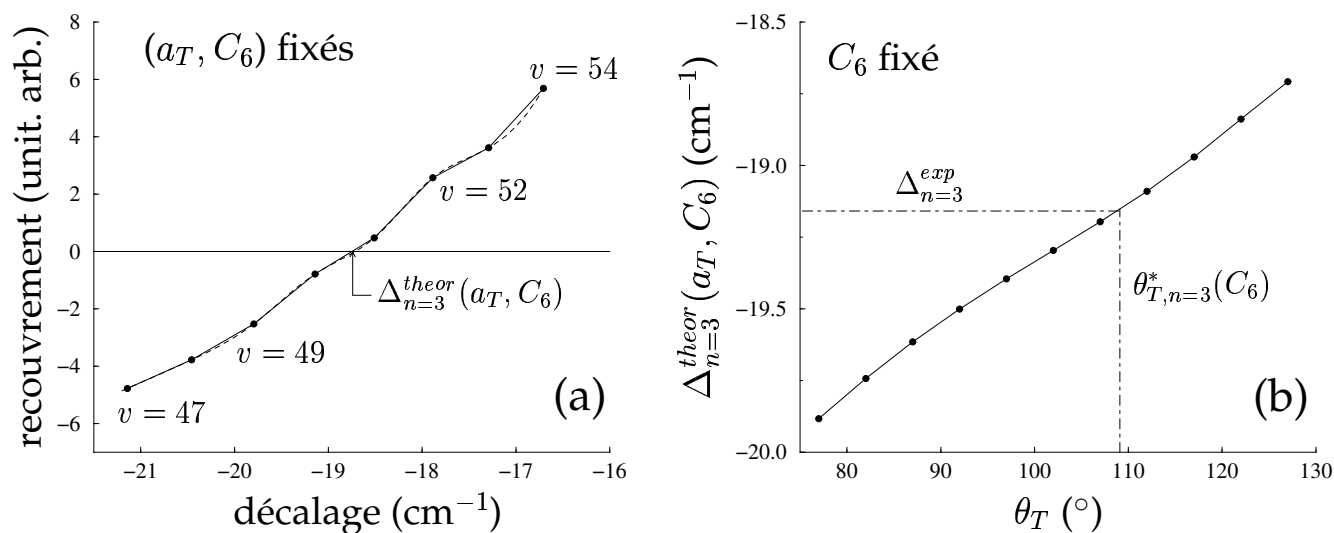 (a_T, C_6) fixés
recouvrement (unit. arb.)
8
6
4
2
0
−2
−4
−6
v = 54
v = 52
Δ_{n=3}^{theor}(a_T, C_6)
v = 49
v = 47
(a)
−21 −20 −19 −18 −17 −16
décalage (cm⁻¹)
C_6 fixé
Δ_{n=3}^{theor}(a_T, C_6) (cm⁻¹)
−18.5
−19.0
−19.5
−20.0
Δ_{n=3}^{exp}
θ*_{T,n=3}(C_6)
(b)
80 90 100 110 120 130
θ_T (°)